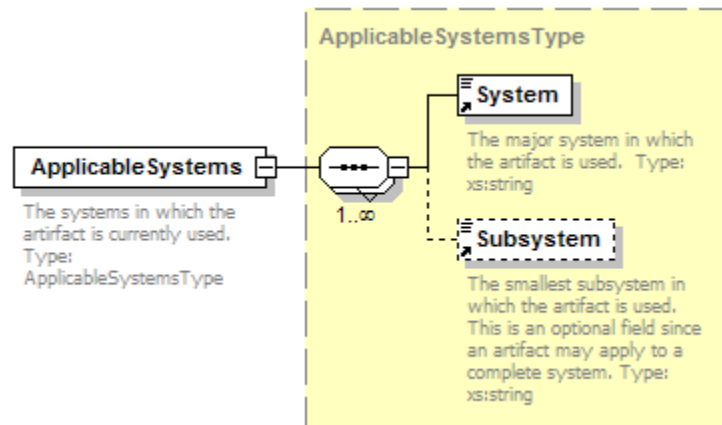 ApplicableSystemsType
System
The major system in which
the artifact is used. Type:
xs:string
ApplicableSystems
The systems in which the
artirfact is currently used.
Type:
ApplicableSystemsType
1..∞
Subsystem
The smallest subsystem in
which the artifact is used.
This is an optional field since
an artifact may apply to a
complete system. Type:
xs:string